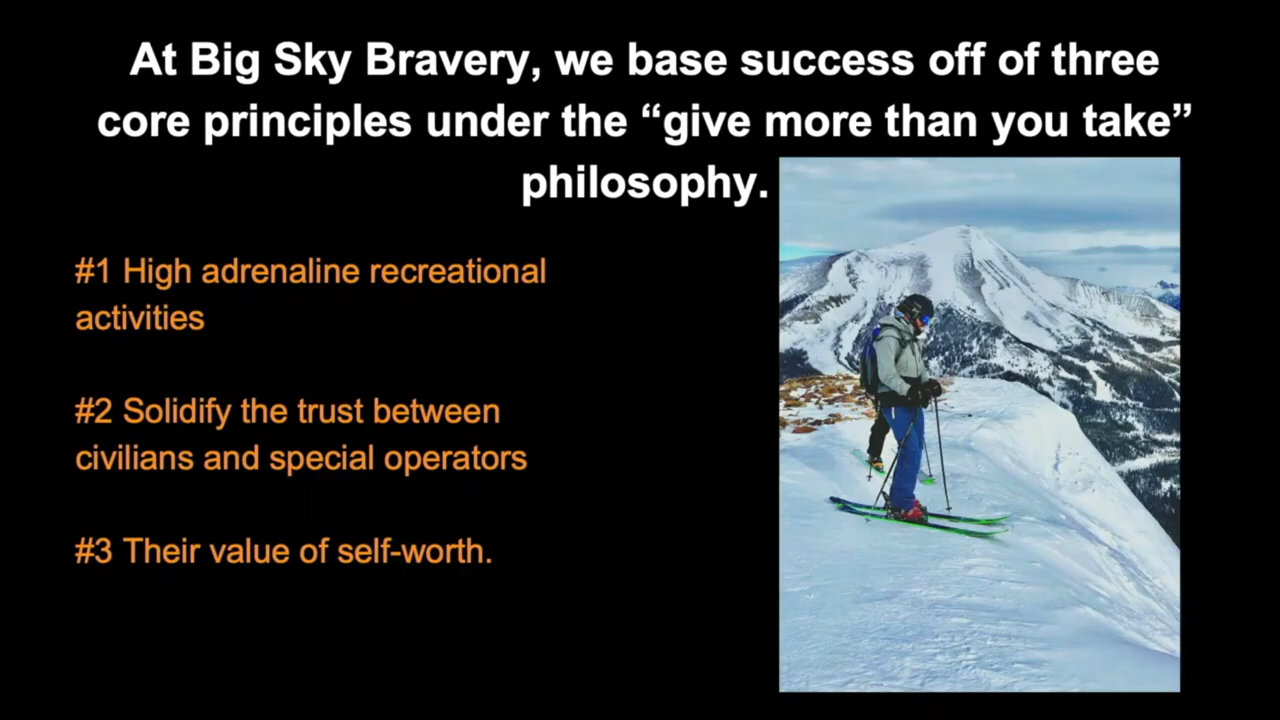 At Big Sky Bravery, we base success off of three
core principles under the “give more than you take”
philosophy.
#1 High adrenaline recreational
activities
#2 Solidify the trust between
civilians and special operators
#3 Their value of self-worth.